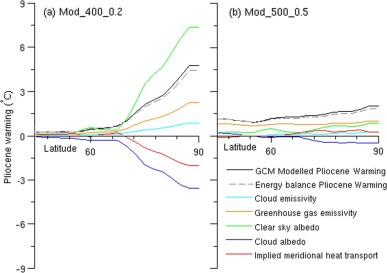 (a) Mod_400_0.2
(b) Mod_500_0.5
9
6
3
0
-3
-6
-9
Pliocene warming (°C)
Latitude
60
90
Latitude
60
90
GCM Modelled Pliocene Warming
Energy balance Pliocene Warming
Cloud emissivity
Greenhouse gas emissivity
Clear sky albedo
Cloud albedo
Implied meridional heat transport